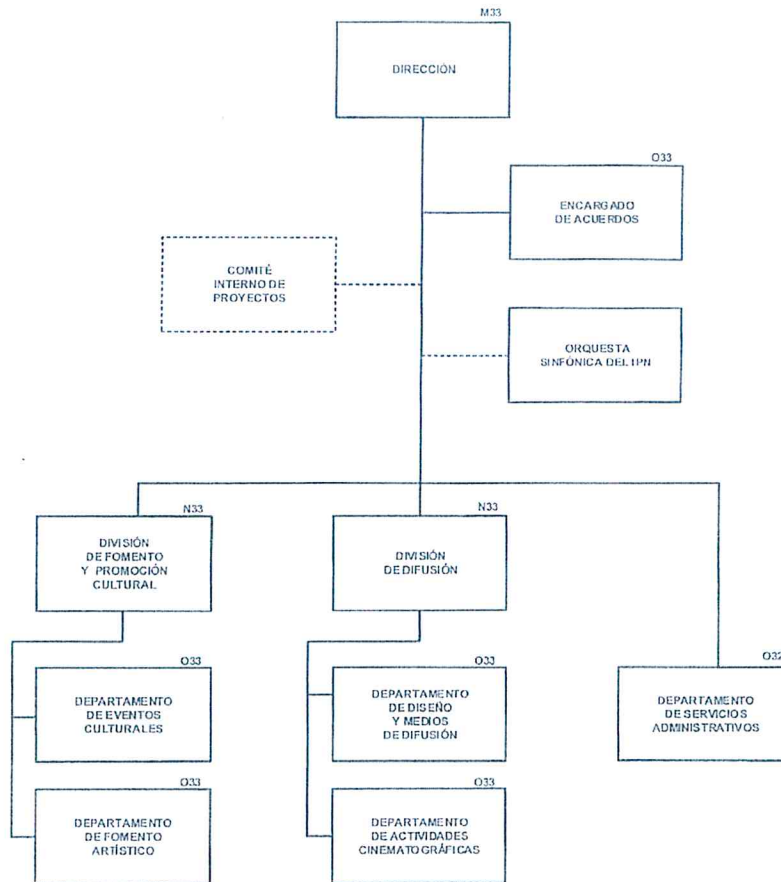 M33
DIRECCIÓN
O33
ENCARGADO
DE ACUERDOS
COMITÉ
INTERNO DE
PROYECTOS
ORQUESTA
SINFÓNICA DEL IPN
N33
DIVISIÓN
DE FOMENTO
Y PROMOCIÓN
CULTURAL
N33
DIVISIÓN
DE DIFUSIÓN
O33
DEPARTAMENTO
DE EVENTOS
CULTURALES
O33
DEPARTAMENTO
DE DISEÑO
Y MEDIOS
DE DIFUSIÓN
O32
DEPARTAMENTO
DE SERVICIOS
ADMINISTRATIVOS
O33
DEPARTAMENTO
DE FOMENTO
ARTÍSTICO
O33
DEPARTAMENTO
DE ACTIVIDADES
CINEMATOGRÁFICAS